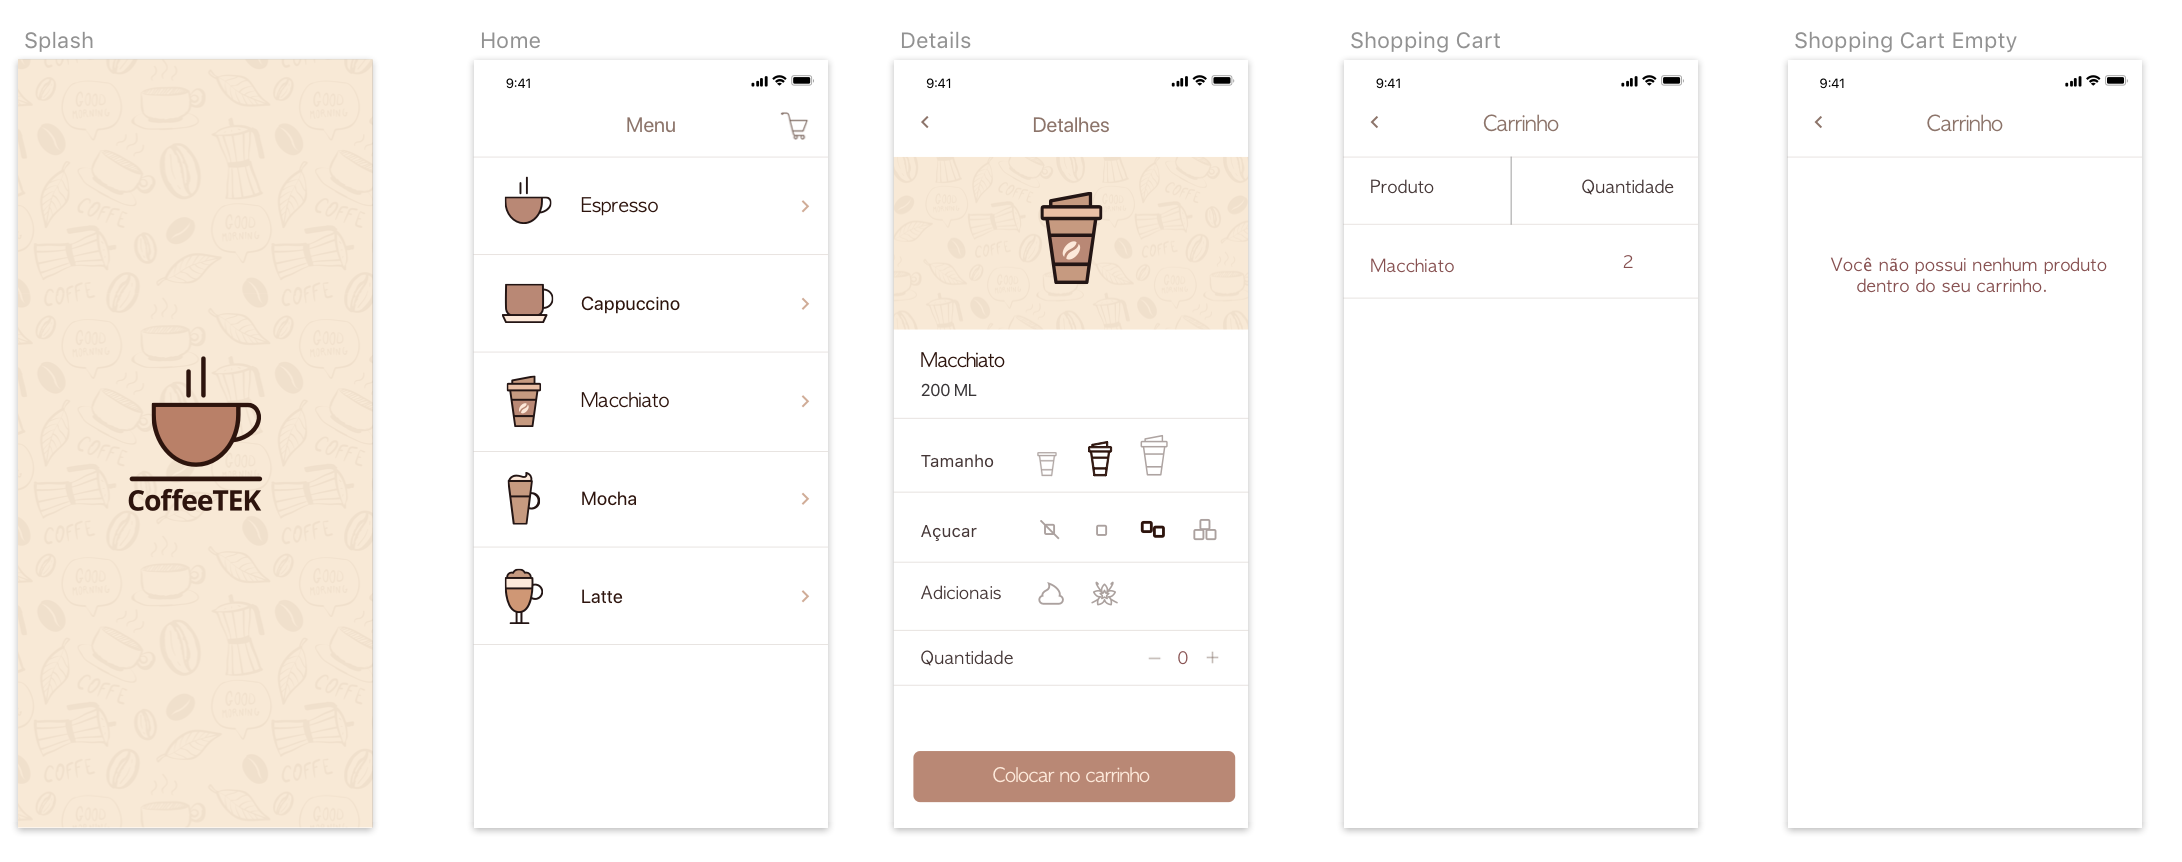 Splash
CoffeeTEK
Home
9:41
Menu
Espresso
Cappuccino
Macchiato
Mocha
Latte
Details
9:41
Detalhes
Macchiato
200 ML
Tamanho
Açucar
Adicionais
Quantidade
0
Colocar no carrinho
Shopping Cart
9:41
Carrinho
Produto
Quantidade
Macchiato
2
Shopping Cart Empty
9:41
Carrinho
Você não possui nenhum produto
dentro do seu carrinho.